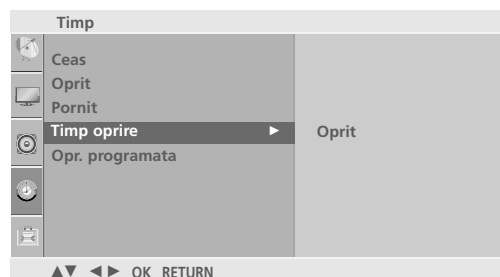 Timp
Ceas
Oprit
Pornit
Timp oprire ► Oprit
Opr. programata
▲▼ ◄► OK RETURN